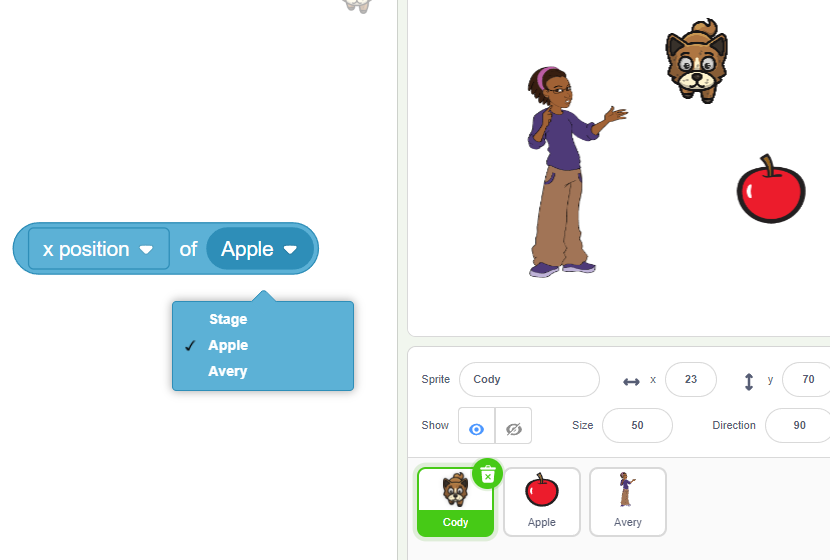 x position of Apple
Stage
✓ Apple
Avery
Sprite Cody x 23 y 70
Show Size 50 Direction 90
Cody Apple Avery